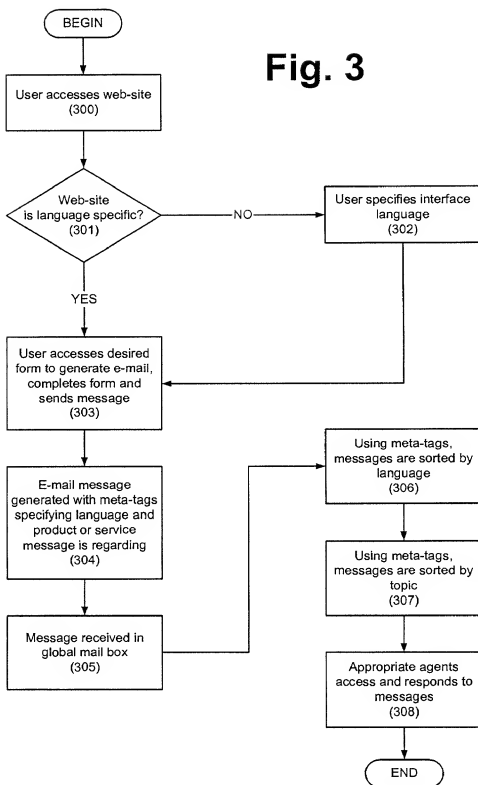 BEGIN
Fig. 3
User accesses web-site
(300)
Web-site
is language specific?
(301)
NO
User specifies interface
language
(302)
YES
User accesses desired
form to generate e-mail,
completes form and
sends message
(303)
E-mail message
generated with meta-tags
specifying language and
product or service
message is regarding
(304)
Message received in
global mail box
(305)
Using meta-tags,
messages are sorted by
language
(306)
Using meta-tags,
messages are sorted by
topic
(307)
Appropriate agents
access and responds to
messages
(308)
END